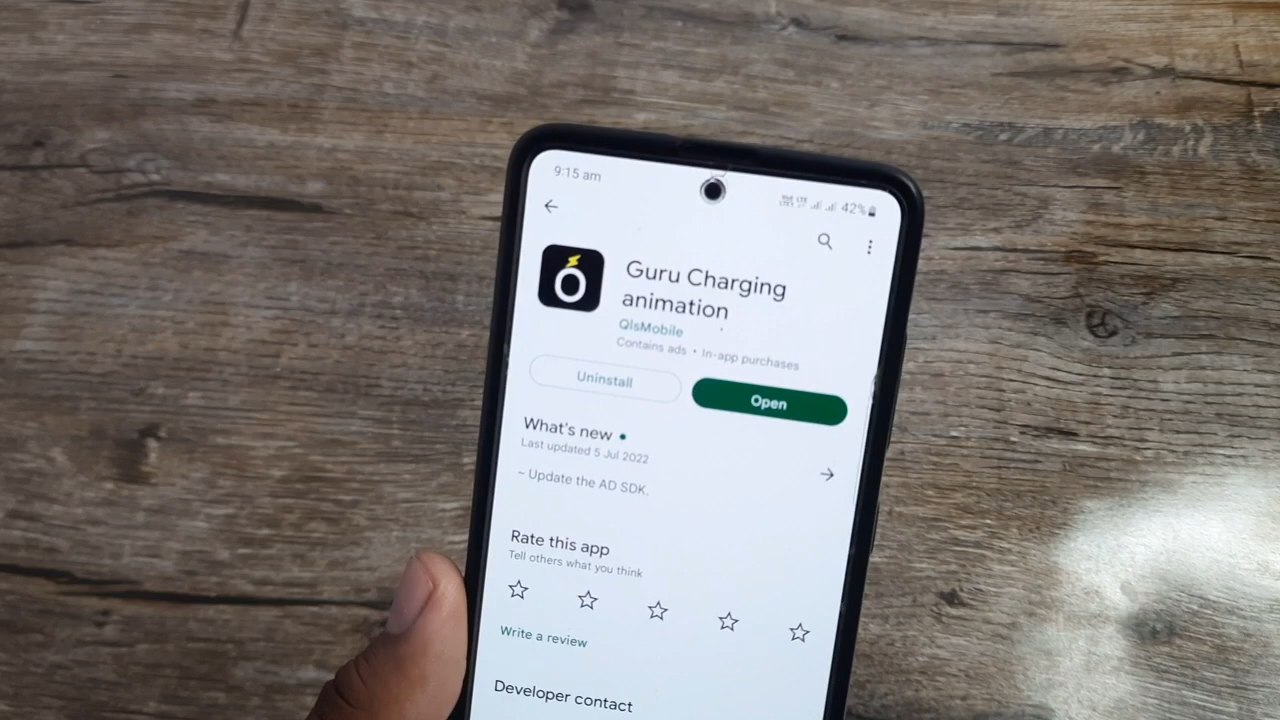 9:15 am
42%
Guru Charging
animation
QlsMobile
Contains ads • In-app purchases
Uninstall
Open
What's new •
Last updated 5 Jul 2022
~ Update the AD SDK.
Rate this app
Tell others what you think
Write a review
Developer contact